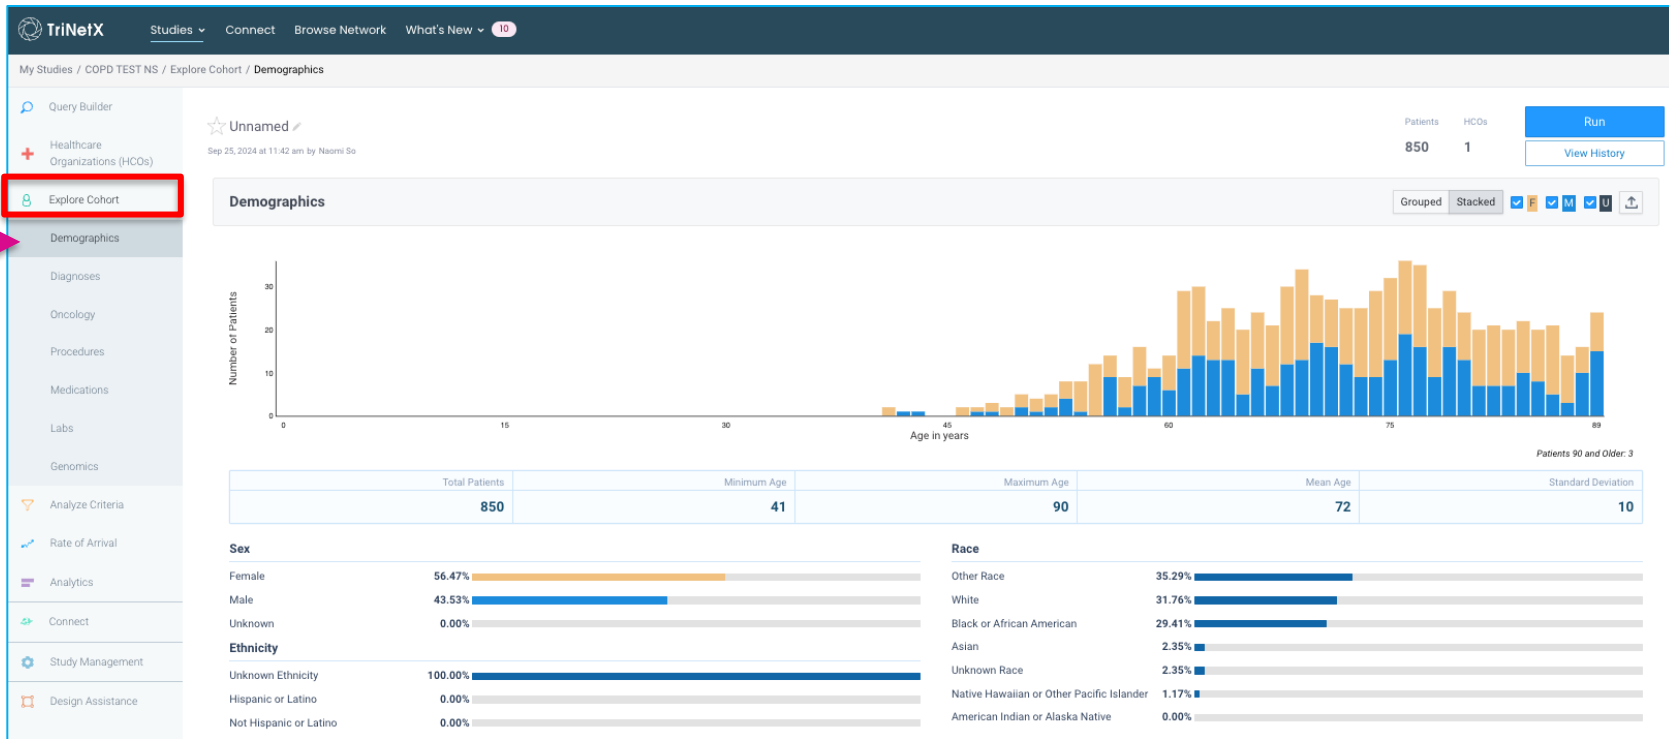 TriNetX
Studies Connect Browse Network What's New 10
My Studies / COPD TEST NS / Explore Cohort / Demographics
Query Builder
Healthcare
Organizations (HCOs)
Explore Cohort
Demographics
Diagnoses
Oncology
Procedures
Medications
Labs
Genomics
Analyze Criteria
Rate of Arrival
Analytics
Connect
Study Management
Design Assistance
Unnamed
Sep 25, 2024 at 11:42 am by Naomi So
Patients HCOs
850 1
Run
View History
Demographics
Grouped Stacked F M U
Number of Patients
30
20
10
0
0 15 30 45 60 75 89
Age in years
Patients 90 and Older: 3
Total Patients Minimum Age Maximum Age Mean Age Standard Deviation
850 41 90 72 10
Sex
Female 56.47%
Male 43.53%
Unknown 0.00%
Ethnicity
Unknown Ethnicity 100.00%
Hispanic or Latino 0.00%
Not Hispanic or Latino 0.00%
Race
Other Race 35.29%
White 31.76%
Black or African American 29.41%
Asian 2.35%
Unknown Race 2.35%
Native Hawaiian or Other Pacific Islander 1.17%
American Indian or Alaska Native 0.00%